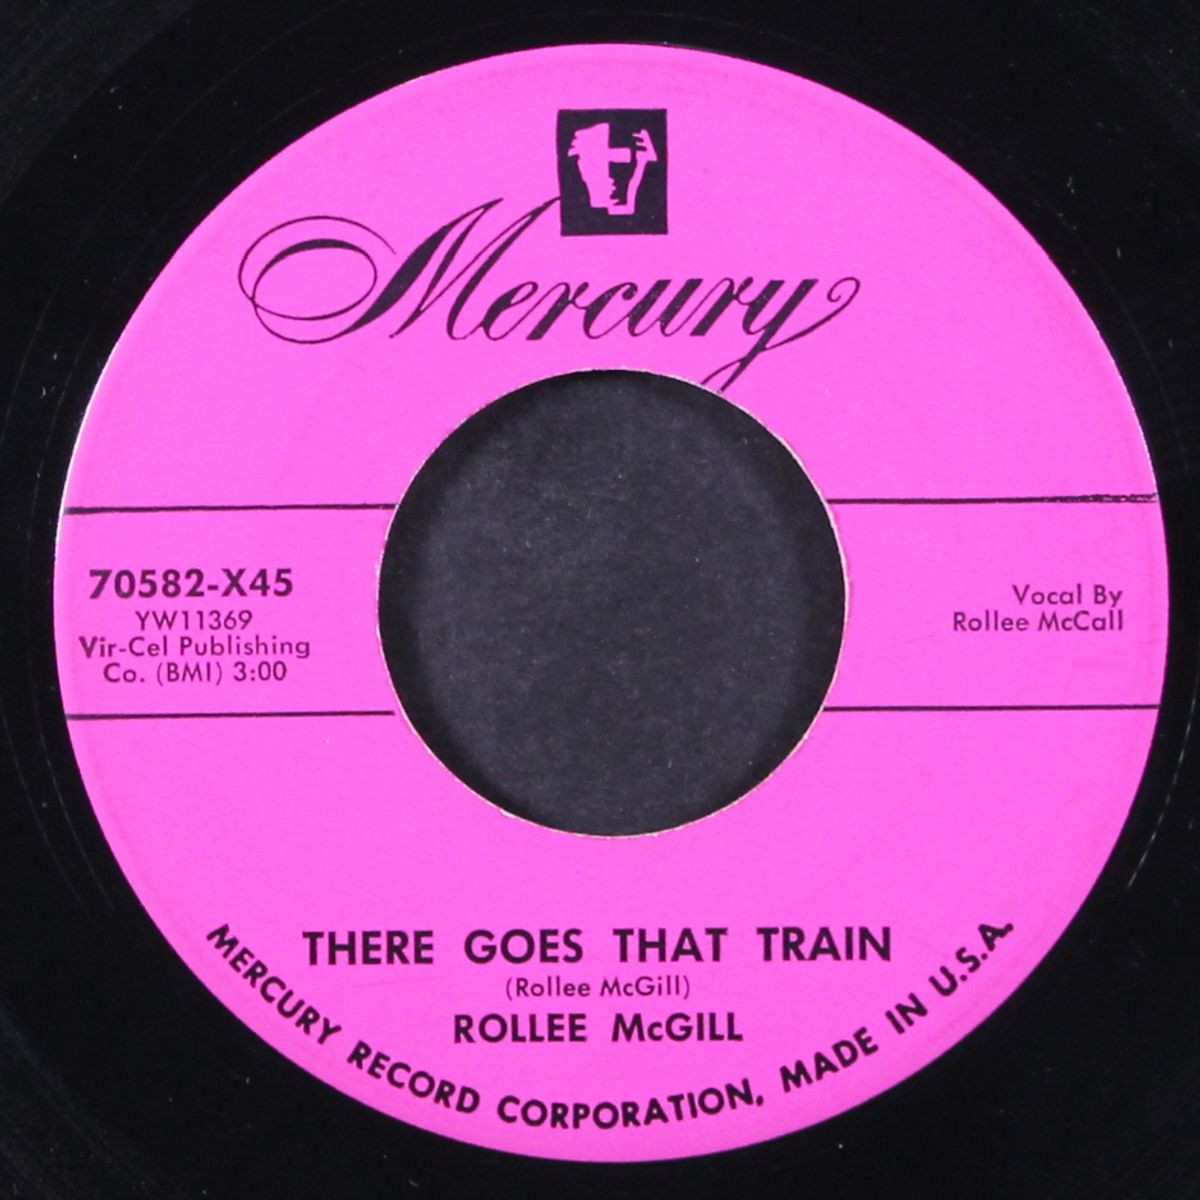 Mercury
70582-X45
YW11369
Vir-Cel Publishing
Co. (BMI) 3:00
Vocal By
Rollee McCall
THERE GOES THAT TRAIN
(Rollee McGill)
ROLLEE McGILL
MERCURY RECORD CORPORATION, MADE IN U.S.A.